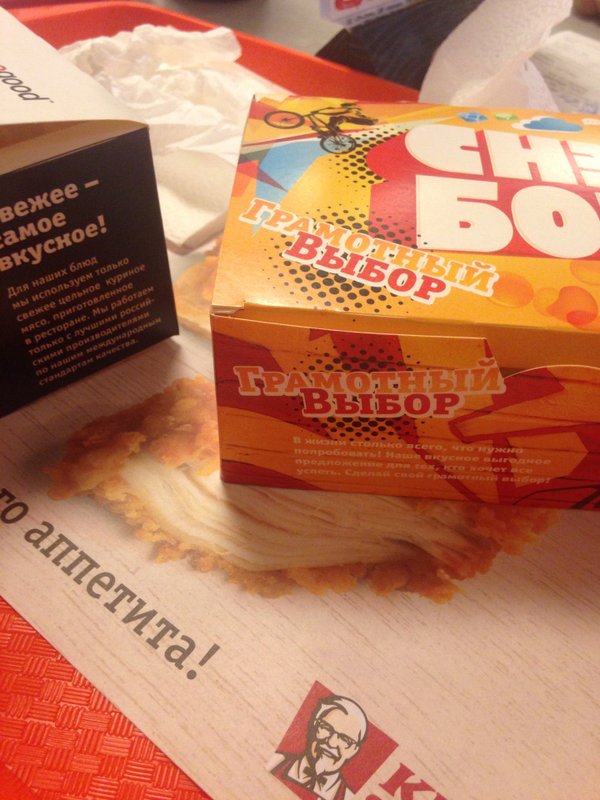 good™
вежее –
самое
вкусное!
Для наших блюд
мы используем только
свежее цельное куриное
мясо, приготовленное
в ресторане. Мы работаем
только с лучшими россий-
скими производителями
по нашим международным
стандартам качества.
СНЭ
БО
ГРАМОТНЫЙ
ВЫБОР
ГРАМОТНЫЙ
ВЫБОР
В жизни столько всего, что нужно
попробовать! Наше вкусное выгодное
предложение для тех, кто хочет все
успеть. Сделай свой грамотный выбор!
го аппетита!
K